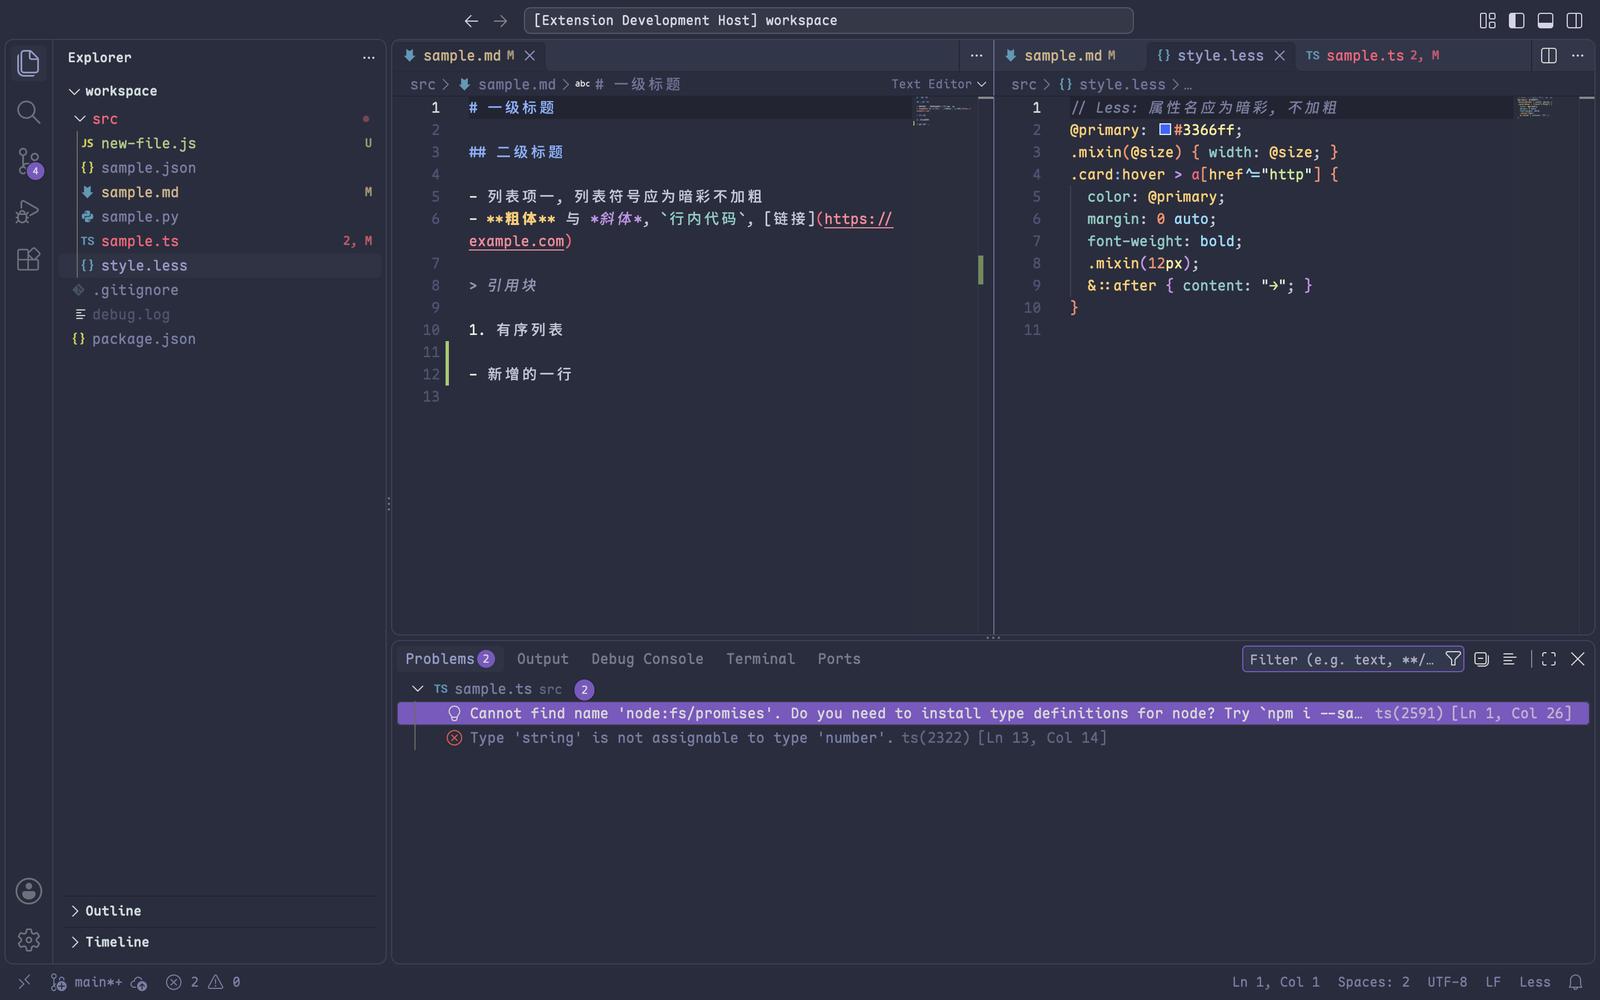 [Extension Development Host] workspace
Explorer
workspace
src
JS new-file.js U
{} sample.json
sample.md M
sample.py
TS sample.ts 2, M
{} style.less
.gitignore
debug.log
{} package.json
4
Outline
Timeline
sample.md M
src > sample.md > abc # 一级标题
Text Editor
1 # 一级标题
2
3 ## 二级标题
4
5 - 列表项一, 列表符号应为暗彩不加粗
6 - **粗体** 与 *斜体*, `行内代码`, [链接](https://
example.com)
7
8 > 引用块
9
10 1. 有序列表
11
12 - 新增的一行
13
sample.md M
{} style.less
TS sample.ts 2, M
src > {} style.less > …
1 // Less: 属性名应为暗彩, 不加粗
2 @primary: #3366ff;
3 .mixin(@size) { width: @size; }
4 .card:hover > a[href^="http"] {
5 color: @primary;
6 margin: 0 auto;
7 font-weight: bold;
8 .mixin(12px);
9 &::after { content: "→"; }
10 }
11
Problems 2
Output
Debug Console
Terminal
Ports
Filter (e.g. text, **/…
TS sample.ts src 2
Cannot find name 'node:fs/promises'. Do you need to install type definitions for node? Try `npm i --sa… ts(2591) [Ln 1, Col 26]
Type 'string' is not assignable to type 'number'. ts(2322) [Ln 13, Col 14]
main*+
2
0
Ln 1, Col 1
Spaces: 2
UTF-8
LF
Less